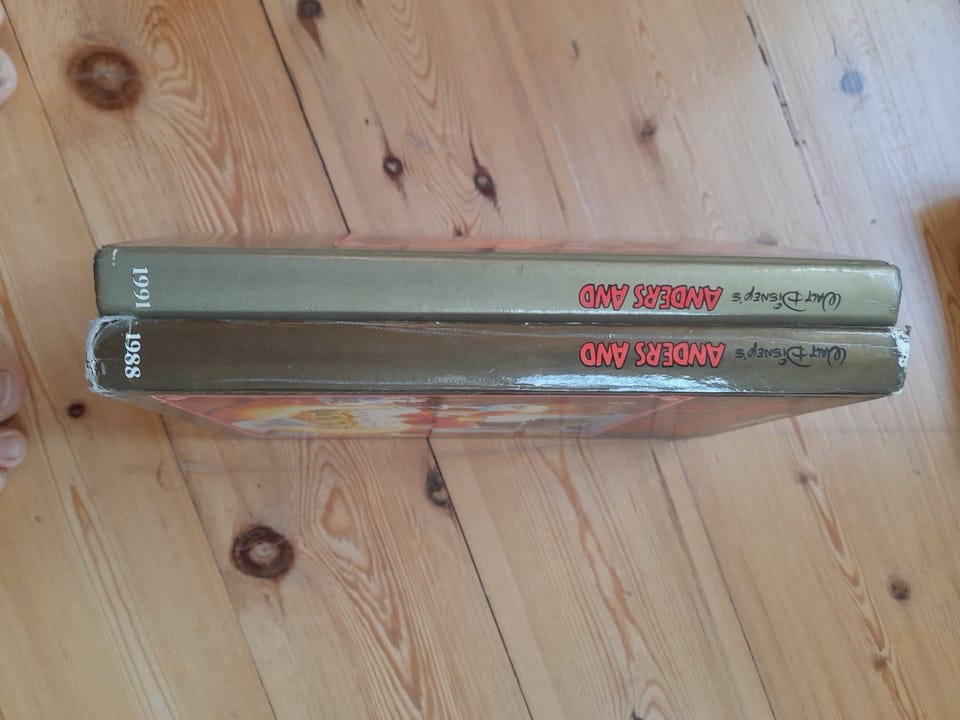 WALT DISNEY'S ANDERS AND 1991
WALT DISNEY'S ANDERS AND 1988